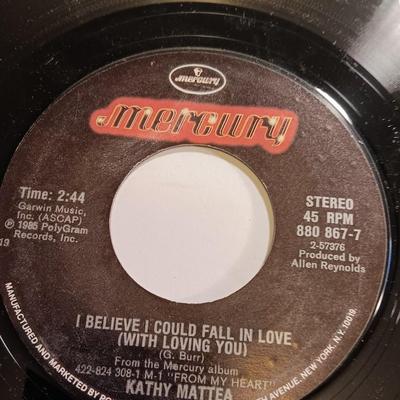 mercury
mercury
Time: 2:44
Garwin Music,
Inc. (ASCAP)
℗ 1985 PolyGram
Records, Inc.
19
STEREO
45 RPM
880 867-7
2-57376
Produced by
Allen Reynolds
I BELIEVE I COULD FALL IN LOVE
(WITH LOVING YOU)
(G. Burr)
From the Mercury album
422-824 308-1 M-1 "FROM MY HEART"
KATHY MATTEA
MANUFACTURED AND MARKETED BY
AVENUE, NEW YORK, N.Y. 10019